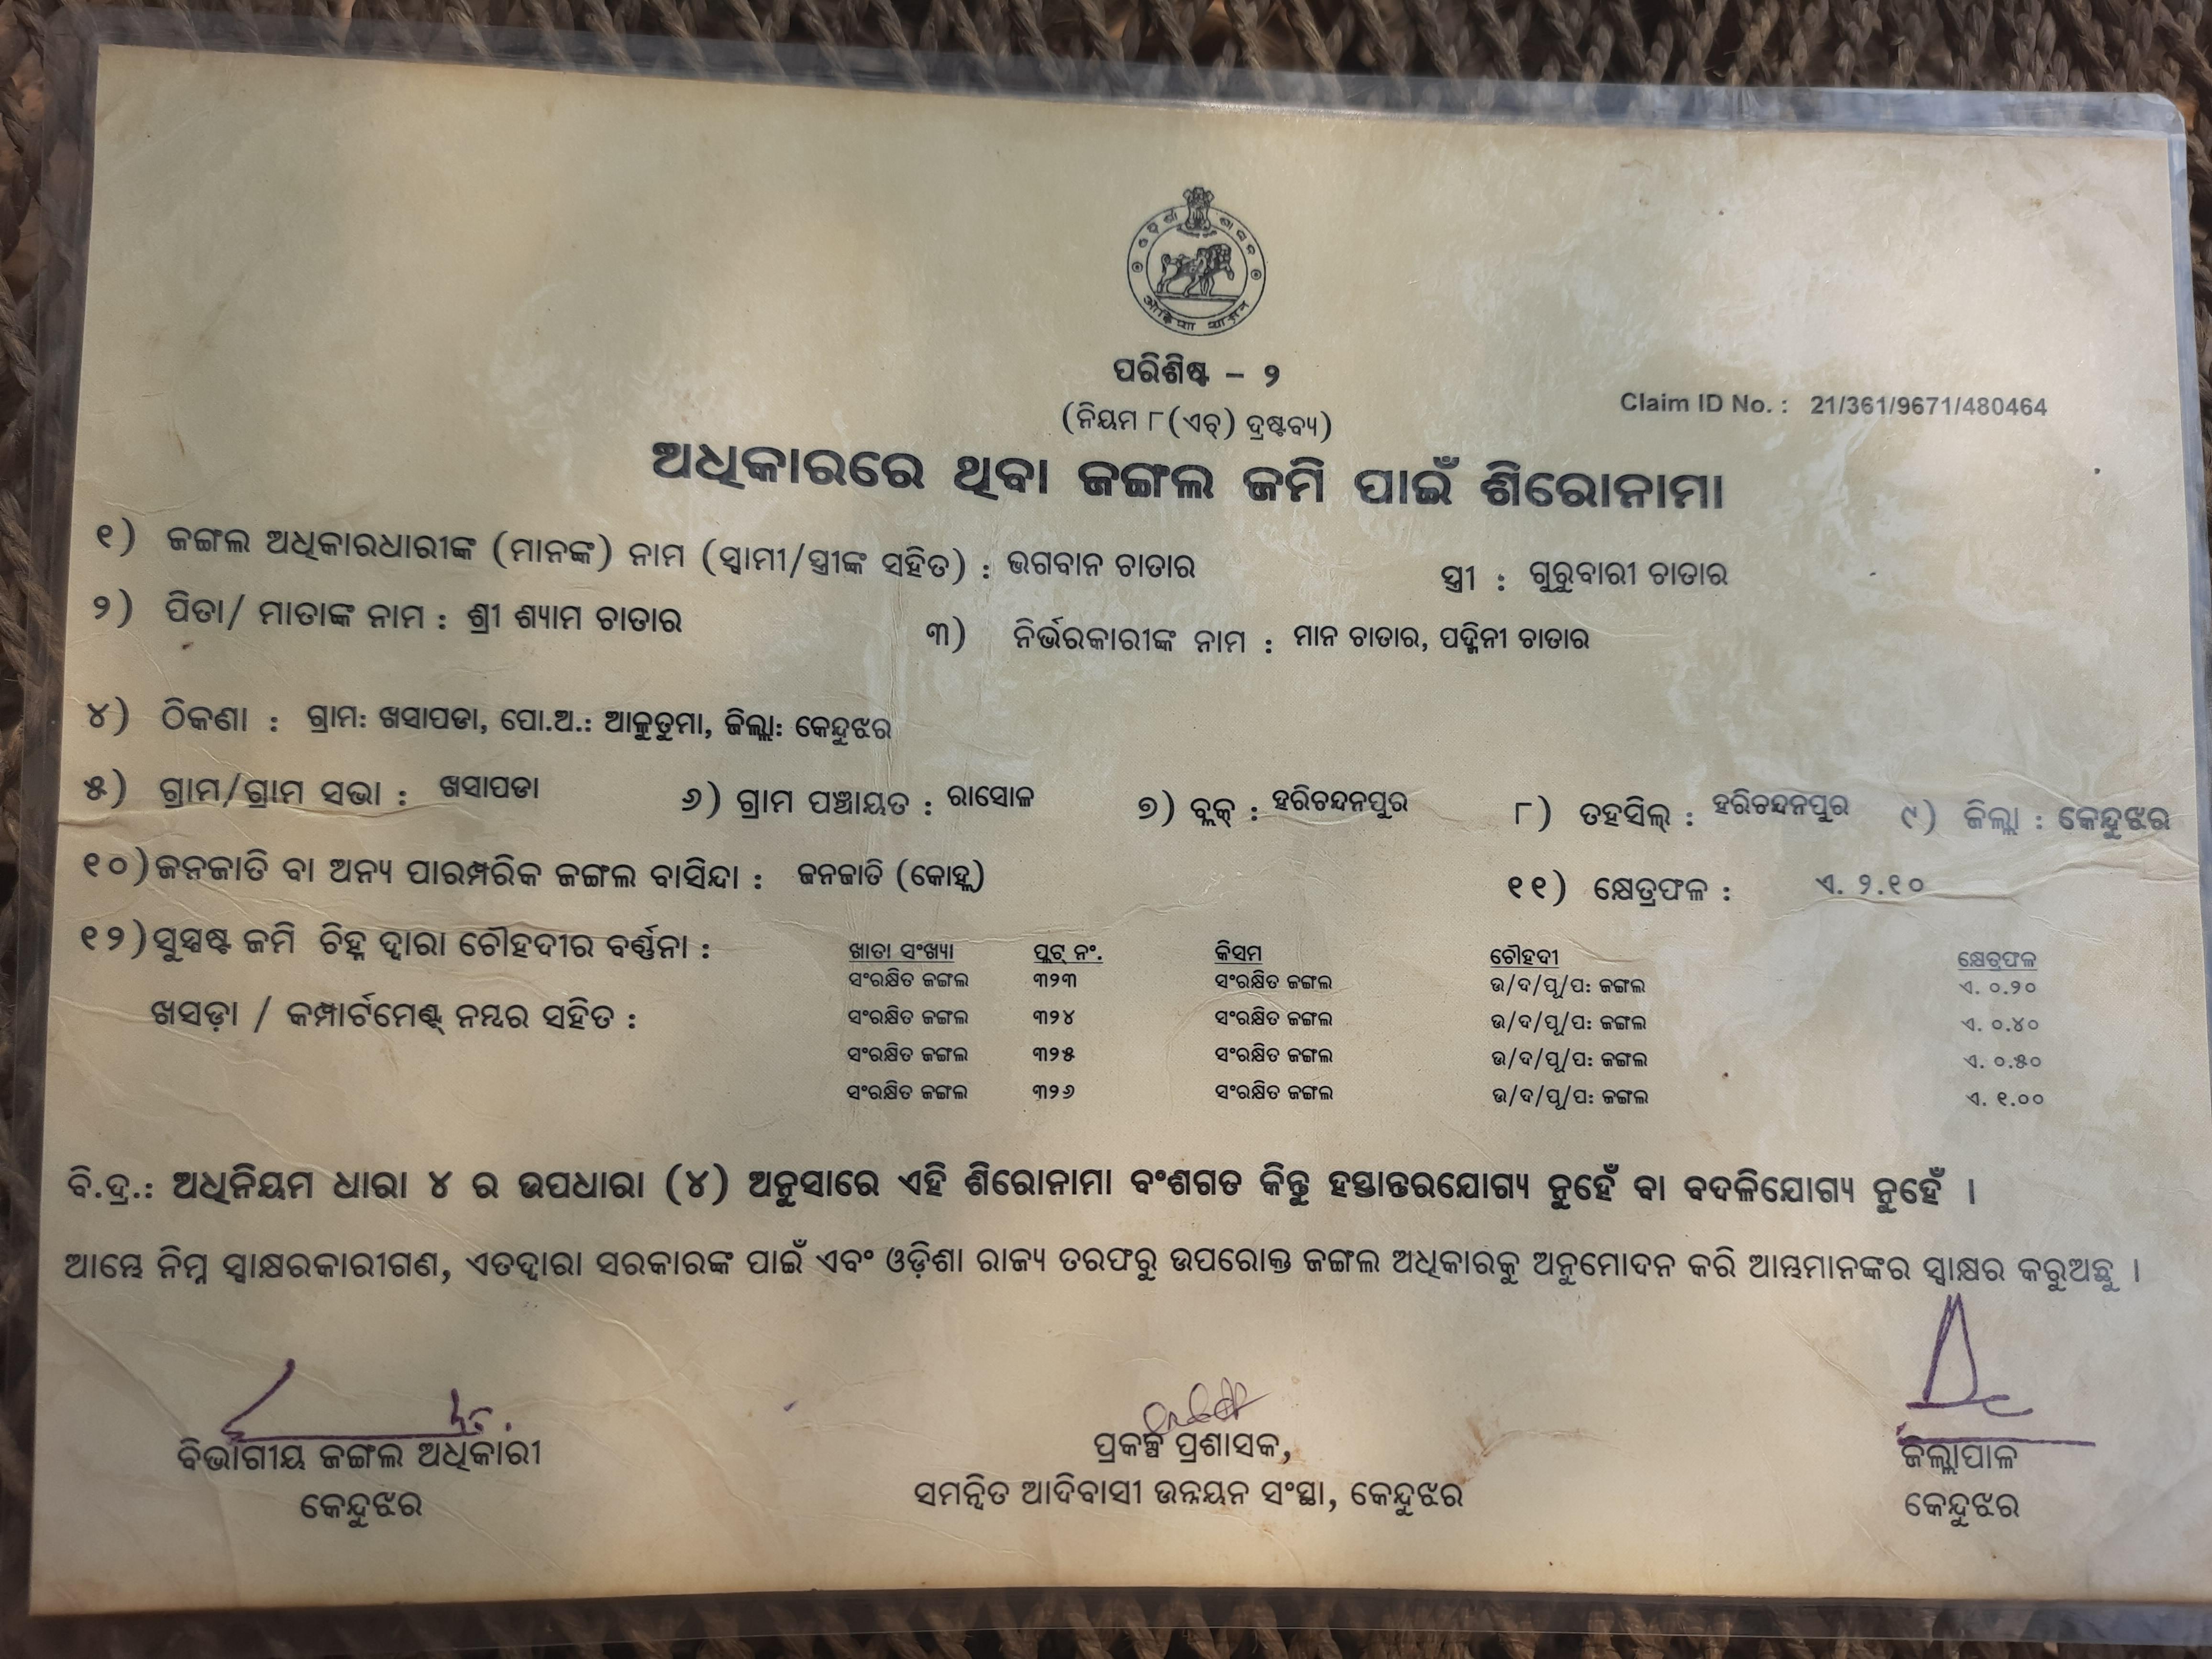 ଓଡ଼ିଶା ଶାସନ
ओड़िशा शासन
ପରିଶିଷ୍ଟ – ୨
(ନିୟମ ୮(ଏଚ୍) ଦ୍ରଷ୍ଟବ୍ୟ)
Claim ID No. : 21/361/9671/480464
ଅଧିକାରରେ ଥିବା ଜଙ୍ଗଲ ଜମି ପାଇଁ ଶିରୋନାମା
୧) ଜଙ୍ଗଲ ଅଧିକାରଧାରୀଙ୍କ (ମାନଙ୍କ) ନାମ (ସ୍ୱାମୀ/ସ୍ତ୍ରୀଙ୍କ ସହିତ) : ଭଗବାନ ଚାତାର ସ୍ତ୍ରୀ : ଗୁରୁବାରୀ ଚାତାର
୨) ପିତା/ ମାତାଙ୍କ ନାମ : ଶ୍ରୀ ଶ୍ୟାମ ଚାତାର ୩) ନିର୍ଭରକାରୀଙ୍କ ନାମ : ମାନ ଚାତାର, ପଦ୍ମିନୀ ଚାତାର
୪) ଠିକଣା : ଗ୍ରାମ: ଖସାପଡା, ପୋ.ଅ.: ଆଳୁତୁମା, ଜିଲ୍ଲା: କେନ୍ଦୁଝର
୫) ଗ୍ରାମ/ଗ୍ରାମ ସଭା : ଖସାପଡା ୬) ଗ୍ରାମ ପଞ୍ଚାୟତ : ରାସୋଳ ୭) ବ୍ଲକ୍ : ହରିଚନ୍ଦନପୁର ୮) ତହସିଲ୍ : ହରିଚନ୍ଦନପୁର ୯) ଜିଲ୍ଲା : କେନ୍ଦୁଝର
୧୦) ଜନଜାତି ବା ଅନ୍ୟ ପାରମ୍ପରିକ ଜଙ୍ଗଲ ବାସିନ୍ଦା : ଜନଜାତି (କୋହ୍ଲ) ୧୧) କ୍ଷେତ୍ରଫଳ : ଏ. ୨.୧୦
୧୨) ସୁସ୍ପଷ୍ଟ ଜମି ଚିହ୍ନ ଦ୍ୱାରା ଚୌହଦୀର ବର୍ଣ୍ଣନା :
ଖସଡ଼ା / କମ୍ପାର୍ଟମେଣ୍ଟ୍ ନମ୍ବର ସହିତ :
ଖାତା ସଂଖ୍ୟା ପ୍ଲଟ୍ ନଂ. କିସମ ଚୌହଦୀ କ୍ଷେତ୍ରଫଳ
ସଂରକ୍ଷିତ ଜଙ୍ଗଲ ୩୨୩ ସଂରକ୍ଷିତ ଜଙ୍ଗଲ ଉ/ଦ/ପୂ/ପ: ଜଙ୍ଗଲ ଏ. ୦.୨୦
ସଂରକ୍ଷିତ ଜଙ୍ଗଲ ୩୨୪ ସଂରକ୍ଷିତ ଜଙ୍ଗଲ ଉ/ଦ/ପୂ/ପ: ଜଙ୍ଗଲ ଏ. ୦.୪୦
ସଂରକ୍ଷିତ ଜଙ୍ଗଲ ୩୨୫ ସଂରକ୍ଷିତ ଜଙ୍ଗଲ ଉ/ଦ/ପୂ/ପ: ଜଙ୍ଗଲ ଏ. ୦.୫୦
ସଂରକ୍ଷିତ ଜଙ୍ଗଲ ୩୨୬ ସଂରକ୍ଷିତ ଜଙ୍ଗଲ ଉ/ଦ/ପୂ/ପ: ଜଙ୍ଗଲ ଏ. ୧.୦୦
ବି.ଦ୍ର.: ଅଧିନିୟମ ଧାରା ୪ ର ଉପଧାରା (୪) ଅନୁସାରେ ଏହି ଶିରୋନାମା ବଂଶଗତ କିନ୍ତୁ ହସ୍ତାନ୍ତରଯୋଗ୍ୟ ନୁହେଁ ବା ବଦଳିଯୋଗ୍ୟ ନୁହେଁ ।
ଆମ୍ଭେ ନିମ୍ନ ସ୍ୱାକ୍ଷରକାରୀଗଣ, ଏତଦ୍ୱାରା ସରକାରଙ୍କ ପାଇଁ ଏବଂ ଓଡ଼ିଶା ରାଜ୍ୟ ତରଫରୁ ଉପରୋକ୍ତ ଜଙ୍ଗଲ ଅଧିକାରକୁ ଅନୁମୋଦନ କରି ଆମ୍ଭମାନଙ୍କର ସ୍ୱାକ୍ଷର କରୁଅଛୁ ।
ବିଭାଗୀୟ ଜଙ୍ଗଲ ଅଧିକାରୀ
କେନ୍ଦୁଝର
ପ୍ରକଳ୍ପ ପ୍ରଶାସକ,
ସମନ୍ୱିତ ଆଦିବାସୀ ଉନ୍ନୟନ ସଂସ୍ଥା, କେନ୍ଦୁଝର
ଜିଲ୍ଲାପାଳ
କେନ୍ଦୁଝର